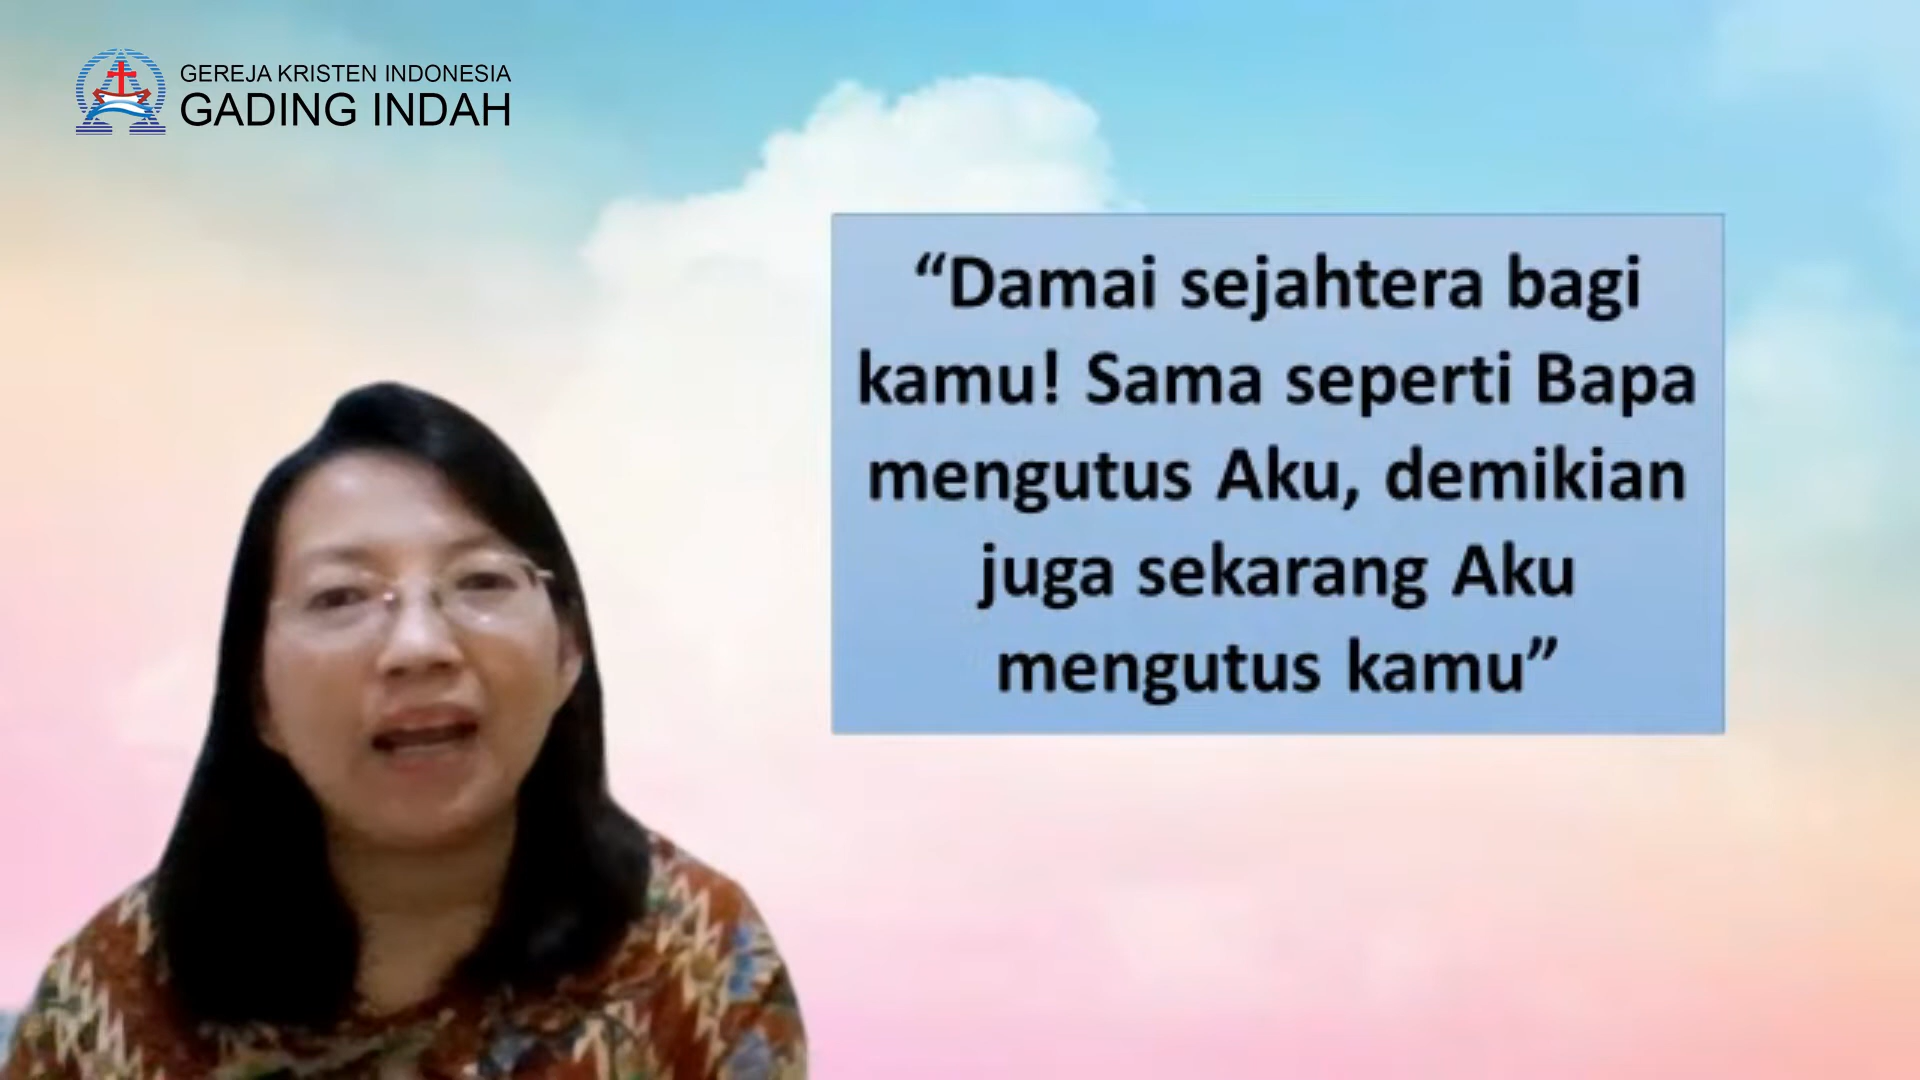 GEREJA KRISTEN INDONESIA
GADING INDAH
“Damai sejahtera bagi
kamu! Sama seperti Bapa
mengutus Aku, demikian
juga sekarang Aku
mengutus kamu”